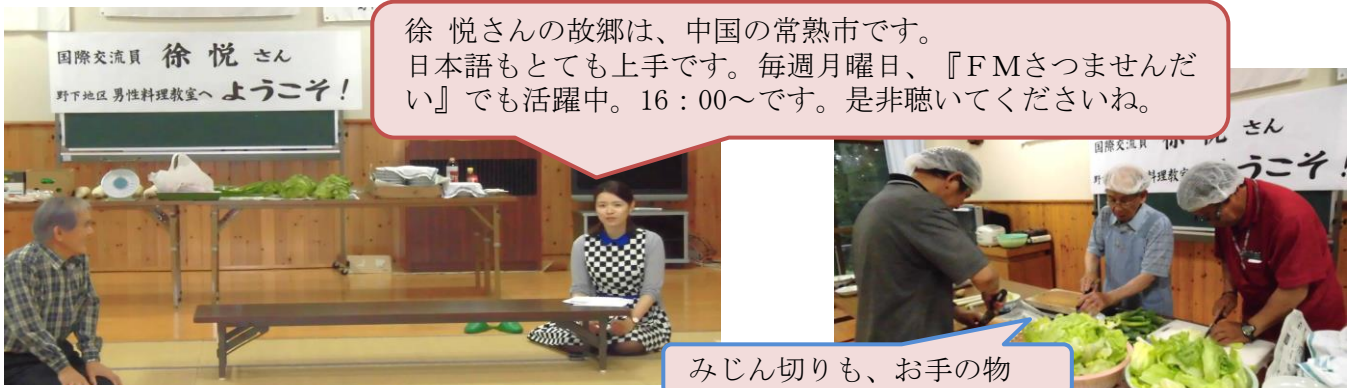 国際交流員 徐 悦 さん
野下地区男性料理教室へ ようこそ!
徐 悦さんの故郷は、中国の常熟市です。
日本語もとても上手です。毎週月曜日、『FMさつませんだ
い』でも活躍中。16:00~です。是非聴いてくださいね。
国際交流員 徐 悦 さん
料理教室 うこそ!
みじん切りも、お手の物